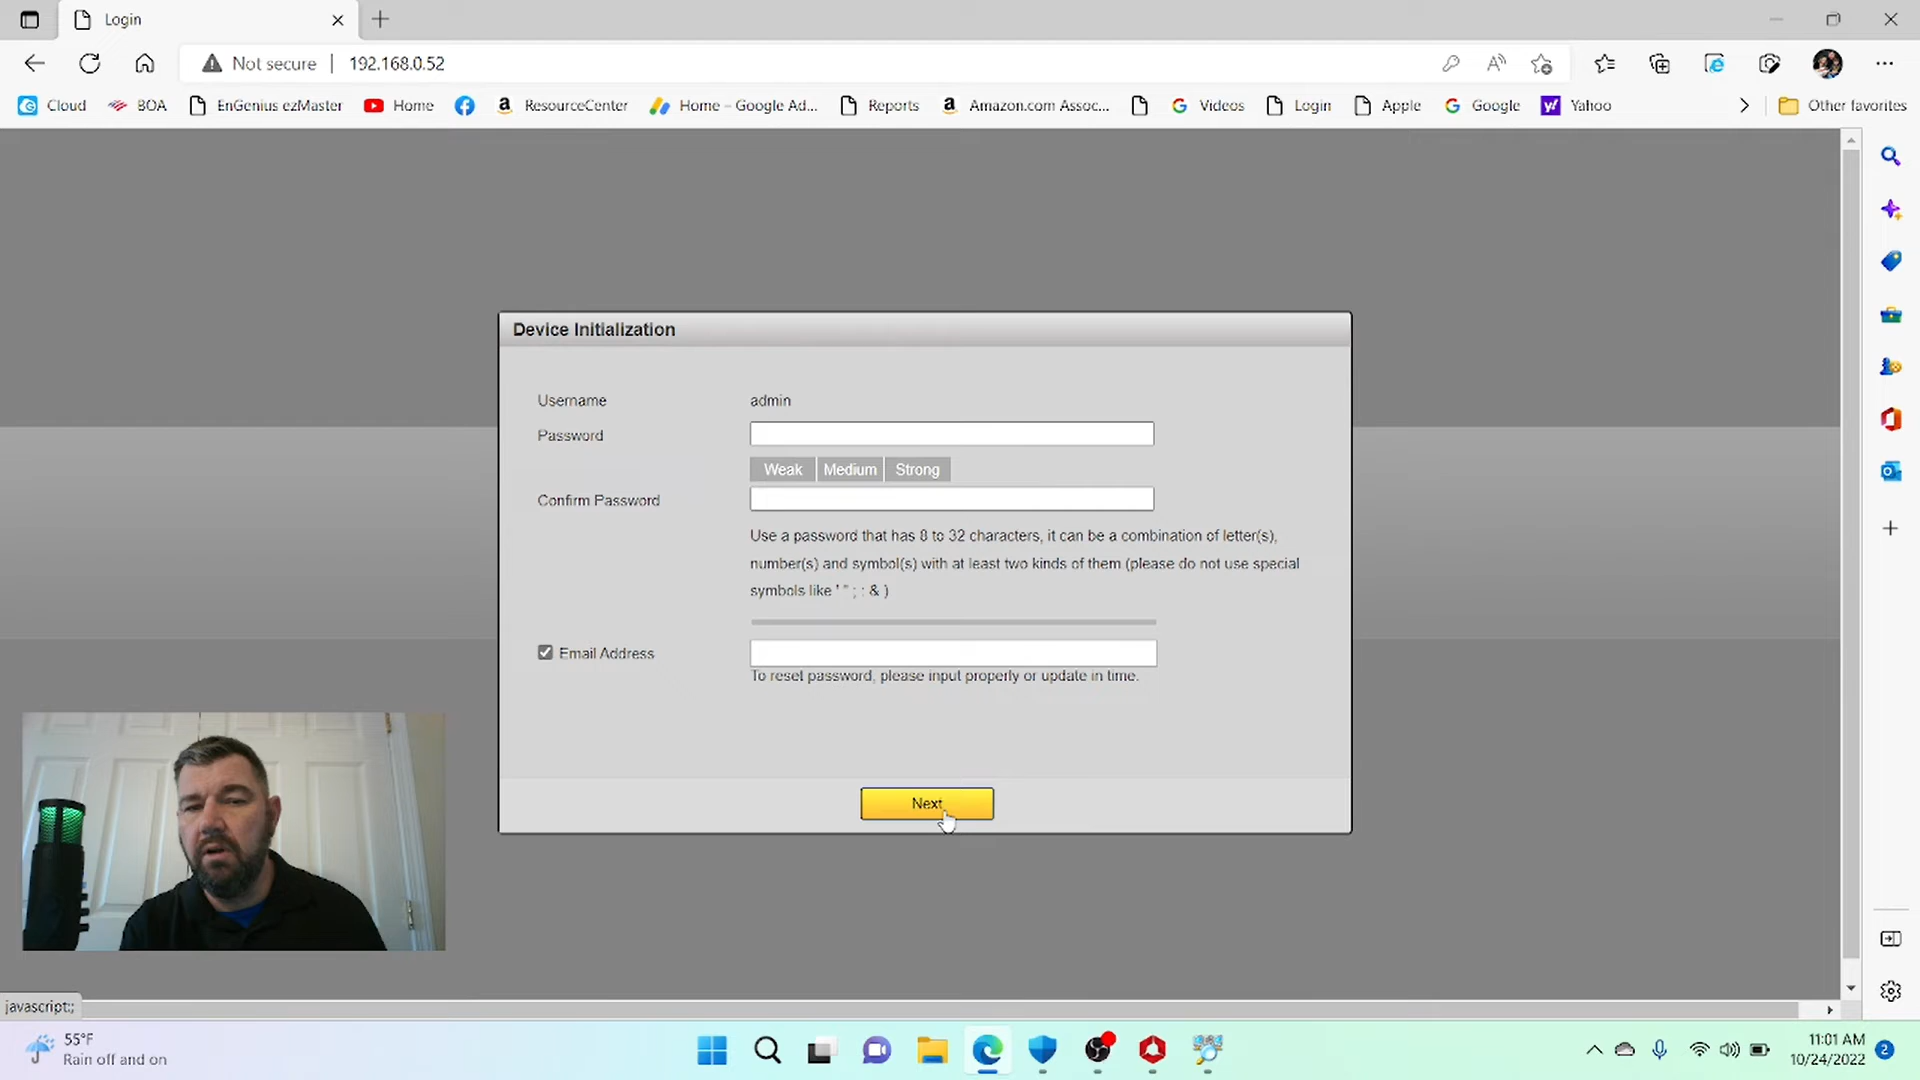 Login
Not secure
192.168.0.52
Cloud
BOA
EnGenius ezMaster
Home
ResourceCenter
Home – Google Ad...
Reports
Amazon.com Assoc...
Videos
Login
Apple
Google
Yahoo
Other favorites
Device Initialization
Username
admin
Password
Weak
Medium
Strong
Confirm Password
Use a password that has 8 to 32 characters, it can be a combination of letter(s),
number(s) and symbol(s) with at least two kinds of them (please do not use special
symbols like ' " ; : & )
Email Address
To reset password, please input properly or update in time.
Next
javascript:;
55°F
Rain off and on
11:01 AM
10/24/2022
2